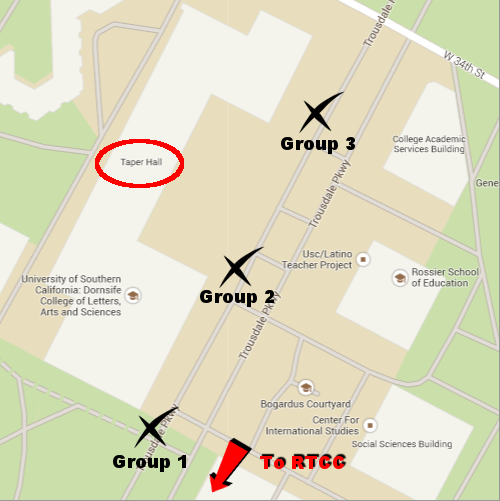 Trousdale P
W 34th St
Group 3
College Academic
Services Building
Taper Hall
Gene
Trousdale Pkwy
Usc/Latino
Teacher Project
Rossier School
of Education
University of Southern
California: Dornsife
College of Letters,
Arts and Sciences
Group 2
Trousdale Pkwy
Bogardus Courtyard
Center For
International Studies
Social Sciences Building
Trousdale Pkwy
Group 1
To RTCC